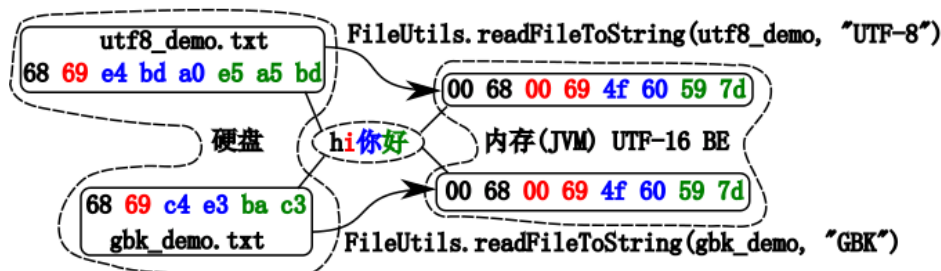 utf8_demo.txt
68 69 e4 bd a0 e5 a5 bd
FileUtils.readFileToString(utf8_demo, "UTF-8")
00 68 00 69 4f 60 59 7d
硬盘
hi你好
内存(JVM) UTF-16 BE
68 69 c4 e3 ba c3
gbk_demo.txt
00 68 00 69 4f 60 59 7d
FileUtils.readFileToString(gbk_demo, "GBK")